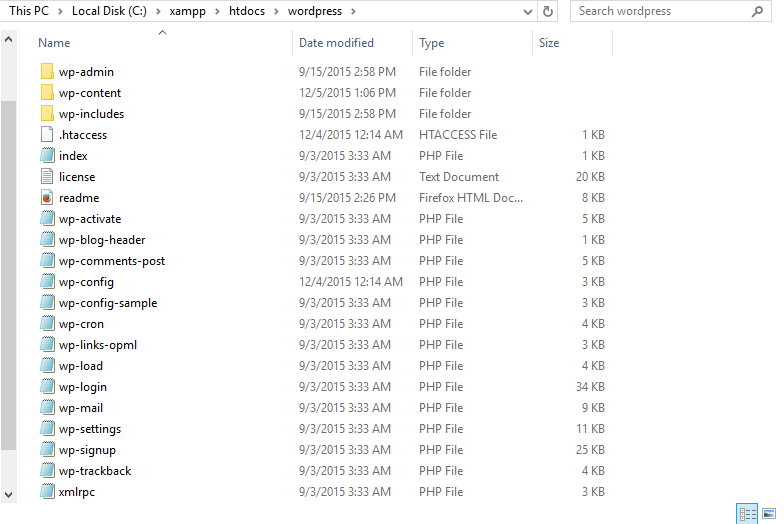 This PC > Local Disk (C:) > xampp > htdocs > wordpress > Search wordpress
Name Date modified Type Size
wp-admin 9/15/2015 2:58 PM File folder
wp-content 12/5/2015 1:06 PM File folder
wp-includes 9/15/2015 2:58 PM File folder
.htaccess 12/4/2015 12:14 AM HTACCESS File 1 KB
index 9/3/2015 3:33 AM PHP File 1 KB
license 9/3/2015 3:33 AM Text Document 20 KB
readme 9/15/2015 2:26 PM Firefox HTML Doc... 8 KB
wp-activate 9/3/2015 3:33 AM PHP File 5 KB
wp-blog-header 9/3/2015 3:33 AM PHP File 1 KB
wp-comments-post 9/3/2015 3:33 AM PHP File 5 KB
wp-config 12/4/2015 12:14 AM PHP File 3 KB
wp-config-sample 9/3/2015 3:33 AM PHP File 3 KB
wp-cron 9/3/2015 3:33 AM PHP File 4 KB
wp-links-opml 9/3/2015 3:33 AM PHP File 3 KB
wp-load 9/3/2015 3:33 AM PHP File 4 KB
wp-login 9/3/2015 3:33 AM PHP File 34 KB
wp-mail 9/3/2015 3:33 AM PHP File 9 KB
wp-settings 9/3/2015 3:33 AM PHP File 11 KB
wp-signup 9/3/2015 3:33 AM PHP File 25 KB
wp-trackback 9/3/2015 3:33 AM PHP File 4 KB
xmlrpc 9/3/2015 3:33 AM PHP File 3 KB